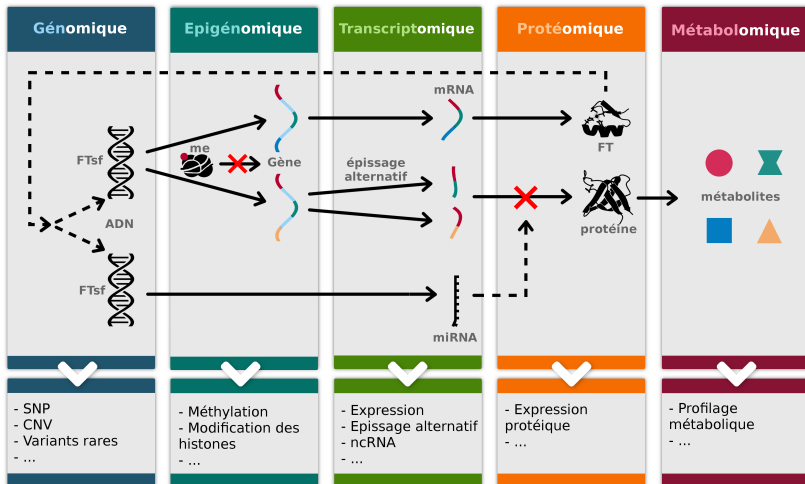 Génomique
Epigénomique
Transcriptomique
Protéomique
Métabolomique
mRNA
FTsf
me
Gène
épissage
alternatif
FT
métabolites
ADN
protéine
FTsf
miRNA
- SNP
- CNV
- Variants rares
- ...
- Méthylation
- Modification des
histones
- ...
- Expression
- Epissage alternatif
- ncRNA
- ...
- Expression
protéique
- ...
- Profilage
métabolique
- ...